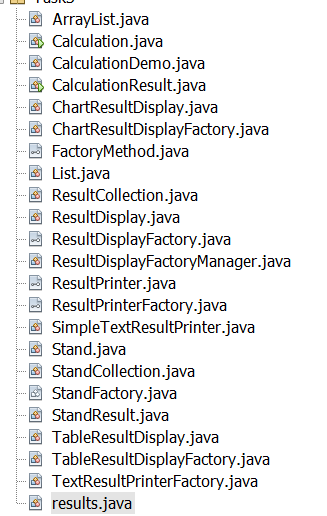 ArrayList.java
Calculation.java
CalculationDemo.java
CalculationResult.java
ChartResultDisplay.java
ChartResultDisplayFactory.java
FactoryMethod.java
List.java
ResultCollection.java
ResultDisplay.java
ResultDisplayFactory.java
ResultDisplayFactoryManager.java
ResultPrinter.java
ResultPrinterFactory.java
SimpleTextResultPrinter.java
Stand.java
StandCollection.java
StandFactory.java
StandResult.java
TableResultDisplay.java
TableResultDisplayFactory.java
TextResultPrinterFactory.java
results.java